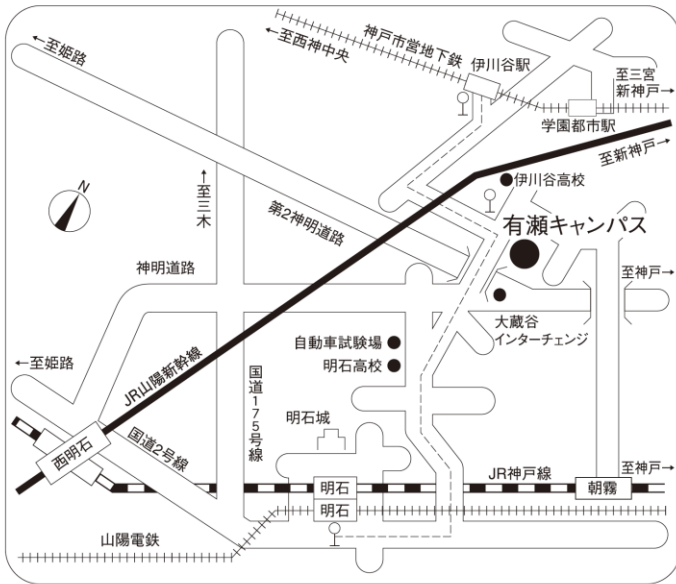 ←至姫路
←至西神中央
神戸市営地下鉄
伊川谷駅
至三宮
新神戸→
学園都市駅
至新神戸→
N
←至三木
第2神明道路
伊川谷高校
有瀬キャンパス
神明道路
至神戸→
大蔵谷
インターチェンジ
自動車試験場
明石高校
←至姫路
JR山陽新幹線
国道175号線
明石城
西明石
国道2号線
JR神戸線
至神戸→
明石
朝霧
明石
山陽電鉄